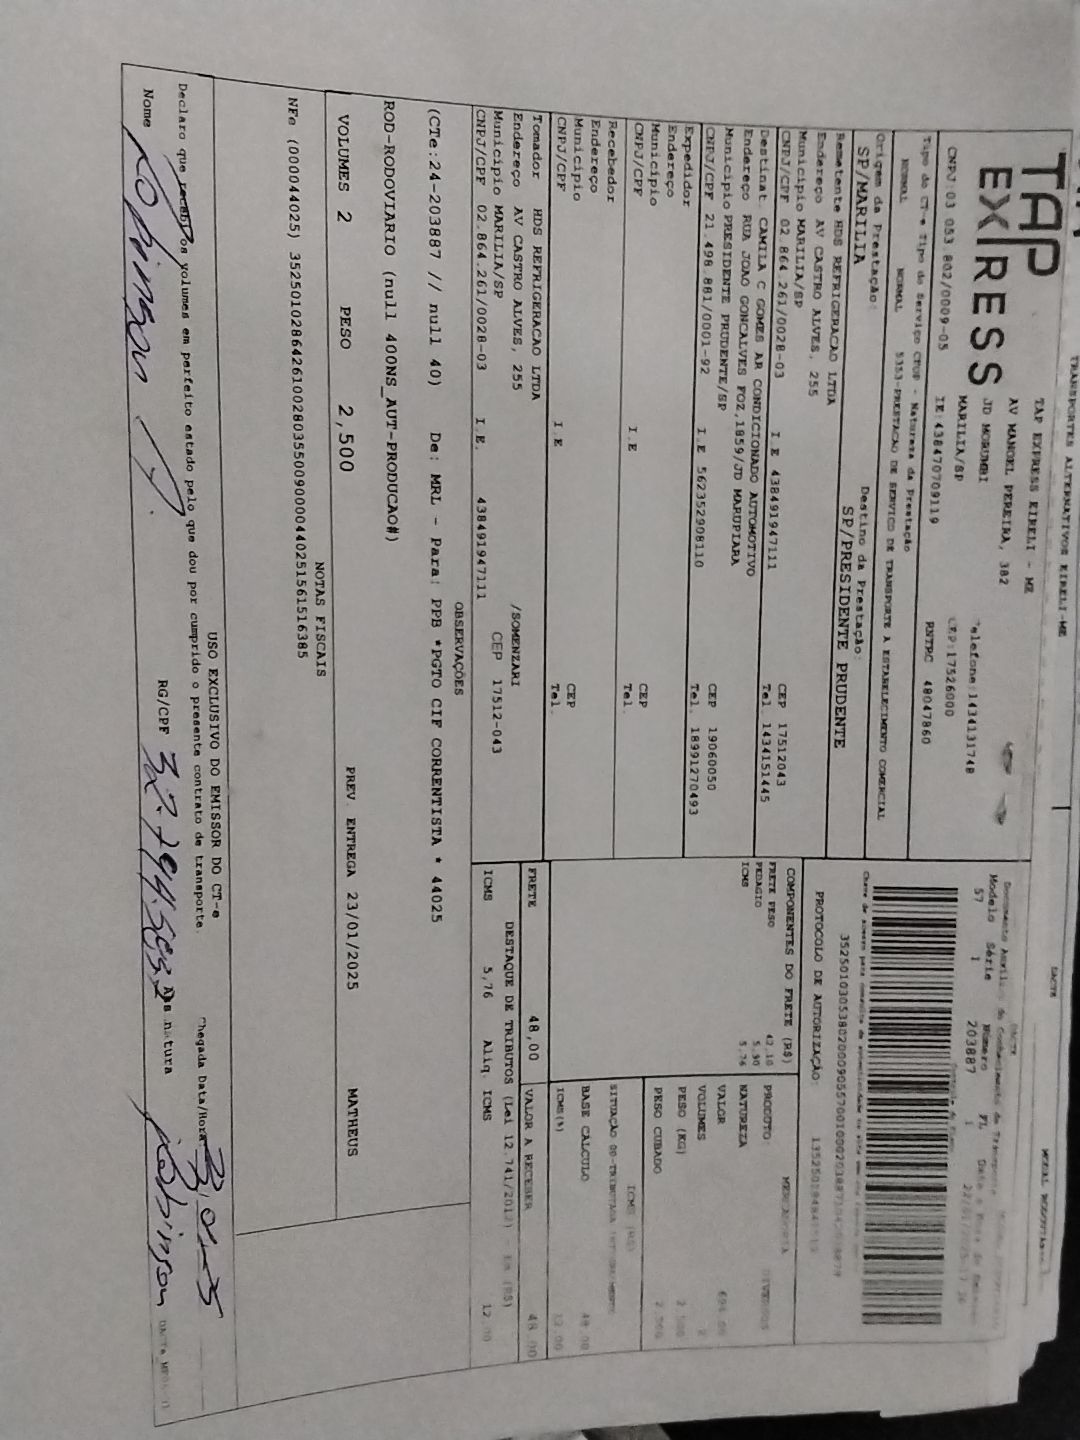 TRANSPORTES ALTERNATIVOS EIRELI-ME
DACTE
TAP
EXPRESS
TAP EXPRESS EIRELI - ME
AV MANOEL PEREIRA, 382
JD MORUMBI
MARILIA/SP
Telefone:1434131748
CEP:17526000
CNPJ:03 053.802/0009-05
IE:438470709119
RNTRC 48047860
Modelo Série Número FL
57 1 203887 1
Tipo do CT-e Tipo do Serviço CFOP - Natureza da Prestação
NORMAL NORMAL 5353-PRESTACAO DE SERVICO DE TRANSPORTE A ESTABELECIMENTO COMERCIAL
Origem da Prestação:
SP/MARILIA
Destino da Prestação:
SP/PRESIDENTE PRUDENTE
PROTOCOLO DE AUTORIZAÇÃO:
Remetente HDS REFRIGERACAO LTDA
Endereço AV CASTRO ALVES, 255
Município MARILIA/SP
CEP 17512043
CNPJ/CPF 02.864.261/0028-03 I.E 438491947111 Tel. 1434151445
Destinat. CAMILA C GOMES AR CONDICIONADO AUTOMOTIVO
Endereço RUA JOAO GONCALVES FOZ,1859/JD MARUPIARA
Município PRESIDENTE PRUDENTE/SP CEP 19060050
CNPJ/CPF 21.498.881/0001-92 I.E 562352908110 Tel. 18991270493
Expedidor
Endereço
Município CEP
CNPJ/CPF I.E Tel.
Recebedor
Endereço
Município CEP
CNPJ/CPF I.E Tel.
Tomador HDS REFRIGERACAO LTDA
Endereço AV CASTRO ALVES, 255 /SOMENZARI
Município MARILIA/SP CEP 17512-043
CNPJ/CPF 02.864.261/0028-03 I.E. 438491947111
COMPONENTES DO FRETE (R$)
FRETE PESO 42,10
PEDAGIO
ICMS 5,76
PRODUTO:
NATUREZA
VALOR
VOLUMES
PESO (KG)
PESO CUBADO
BASE CALCULO
ICMS(%) 12.00
FRETE 48,00 VALOR A RECEBER 48.00
DESTAQUE DE TRIBUTOS (Lei 12.741/2012) - Em (R$)
ICMS 5,76 Aliq. ICMS 12.00
OBSERVAÇÕES
(CTe:24-203887 // null 40) De: MRL - Para: PPB *PGTO CIF CORRENTISTA * 44025
ROD-RODOVIARIO (null 400NS_AUT-PRODUCAO#)
VOLUMES 2 PESO 2,500 PREV. ENTREGA 23/01/2025 MATHEUS
NOTAS FISCAIS
NFe (000044025) 35250102864261002803550090000440251561516385
USO EXCLUSIVO DO EMISSOR DO CT-e
Declaro que recebi os volumes em perfeito estado pelo que dou por cumprido o presente contrato de transporte.
Chegada Data/Hora
Nome Robinson RG/CPF Assinatura Robinson